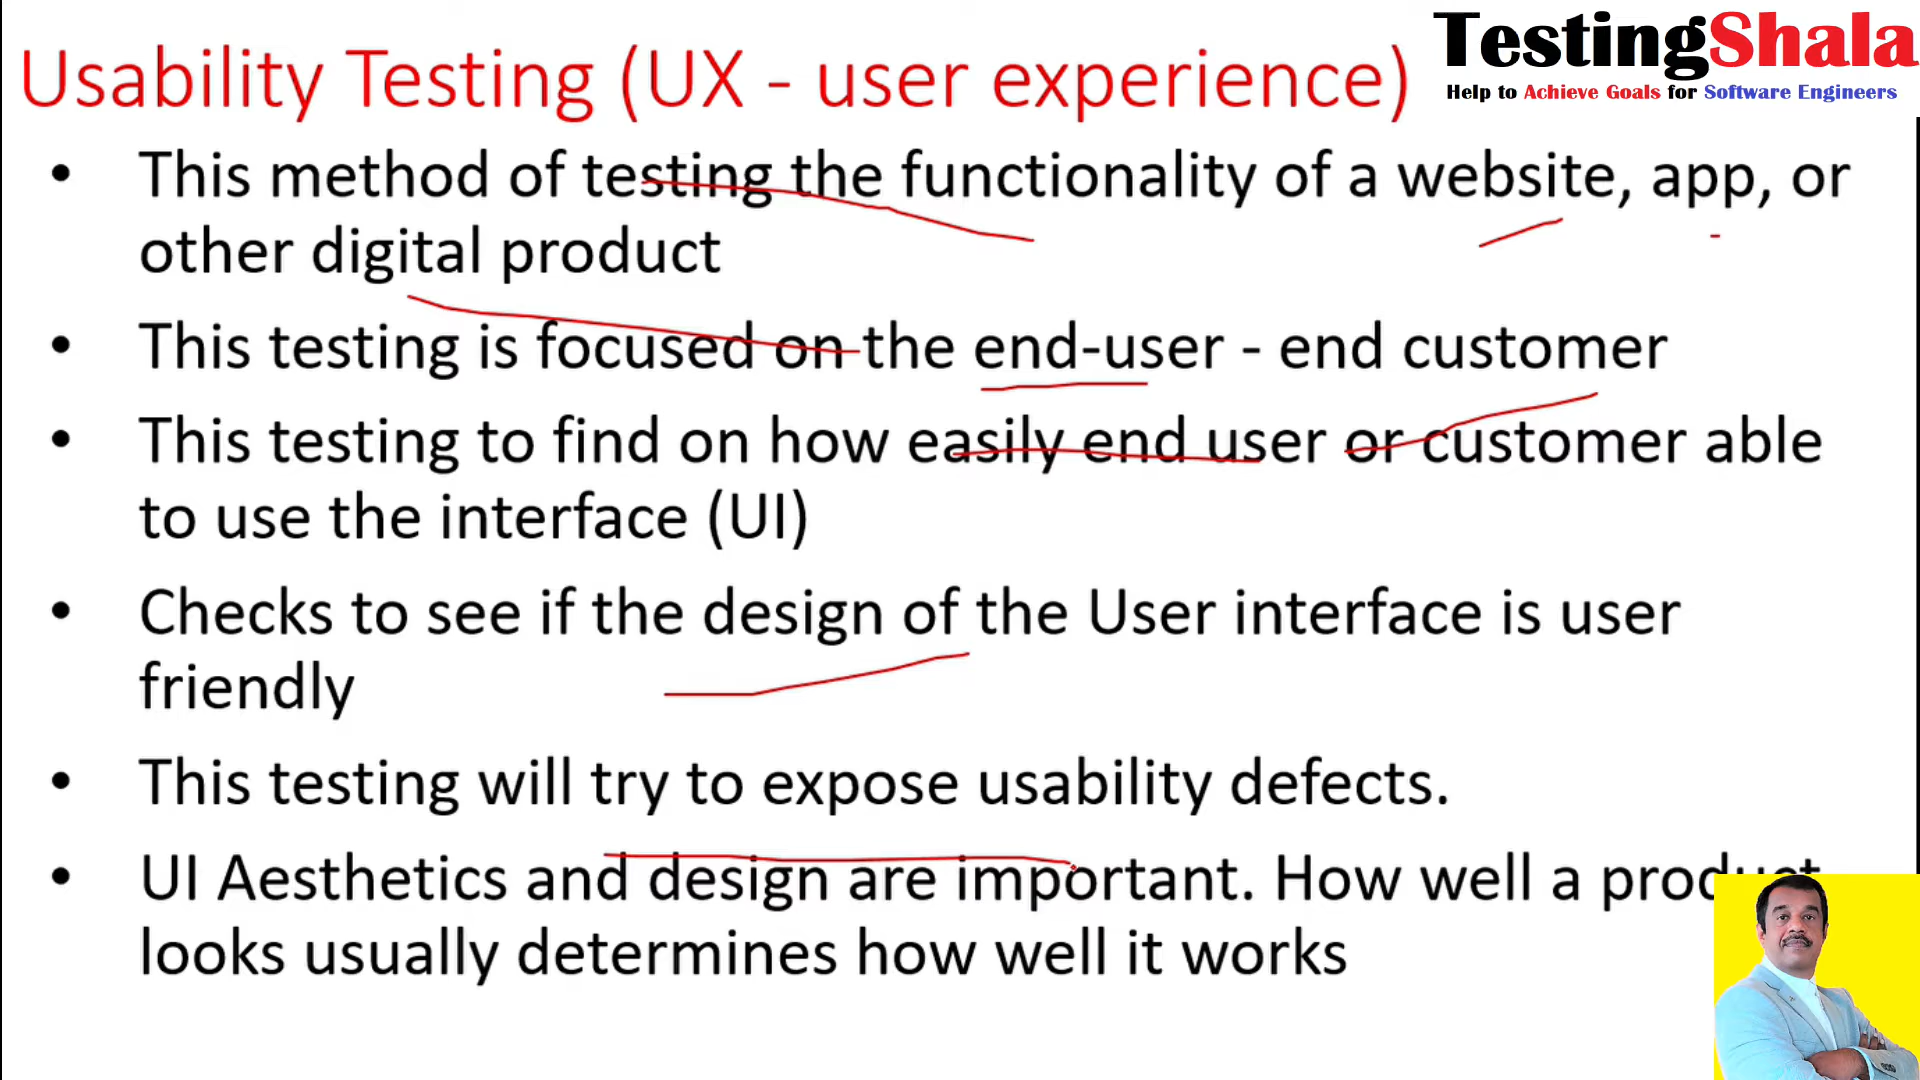 TestingShala
Help to Achieve Goals for Software Engineers
Usability Testing (UX - user experience)
• This method of testing the functionality of a website, app, or
other digital product
• This testing is focused on the end-user - end customer
• This testing to find on how easily end user or customer able
to use the interface (UI)
• Checks to see if the design of the User interface is user
friendly
• This testing will try to expose usability defects.
• UI Aesthetics and design are important. How well a product
looks usually determines how well it works